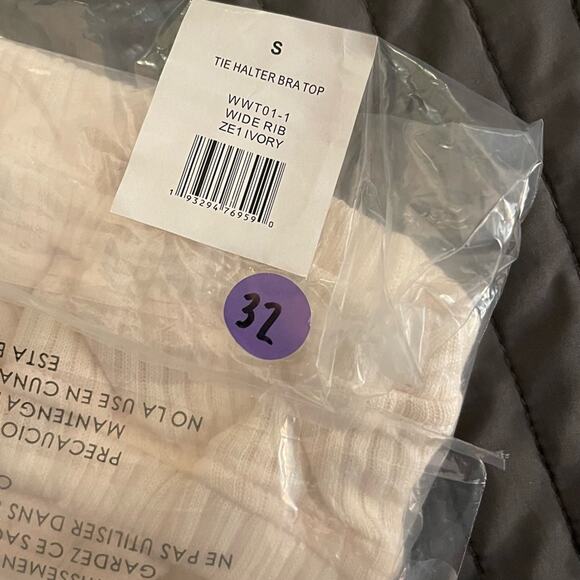 S
TIE HALTER BRA TOP
WWT01-1
WIDE RIB
ZE1 IVORY
1 93294 76959 0
32
PRECAUCIÓ
MANTENGA
NO LA USE EN CUNA
ESTA B
GARDEZ CE SAC
NE PAS UTILISER DANS